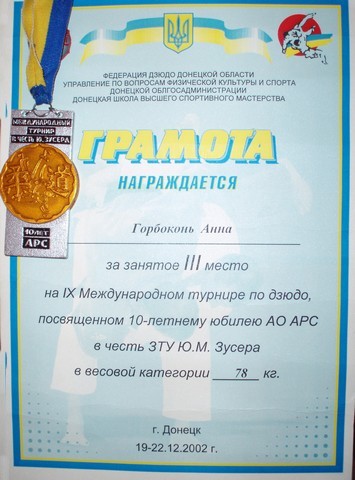 ФЕДЕРАЦИЯ ДЗЮДО ДОНЕЦКОЙ ОБЛАСТИ
УПРАВЛЕНИЕ ПО ВОПРОСАМ ФИЗИЧЕСКОЙ КУЛЬТУРЫ И СПОРТА
ДОНЕЦКОЙ ОБЛГОСАДМИНИСТРАЦИИ
ДОНЕЦКАЯ ШКОЛА ВЫСШЕГО СПОРТИВНОГО МАСТЕРСТВА
ГРАМОТА
НАГРАЖДАЕТСЯ
Горбоконь Анна
за занятое III место
на IX Международном турнире по дзюдо,
посвященном 10-летнему юбилею АО АРС
в честь ЗТУ Ю.М. Зусера
в весовой категории 78 кг.
г. Донецк
19-22.12.2002 г.
МЕЖДУНАРОДНЫЙ
ТУРНИР
В ЧЕСТЬ Ю. ЗУСЕРА
10 ЛЕТ
АРС